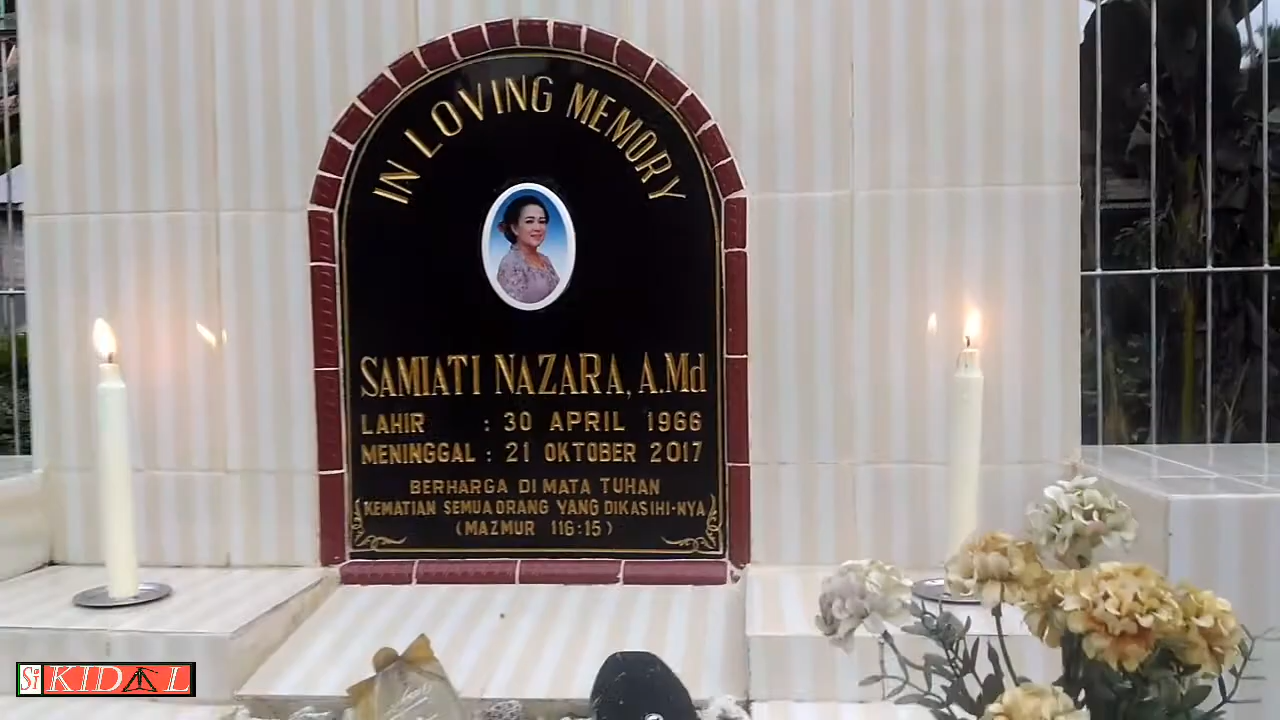 IN LOVING MEMORY
SAMIATI NAZARA, A.Md
LAHIR : 30 APRIL 1966
MENINGGAL : 21 OKTOBER 2017
BERHARGA DI MATA TUHAN
KEMATIAN SEMUA ORANG YANG DIKASIHI-NYA
(MAZMUR 116:15)
Si KIDAL